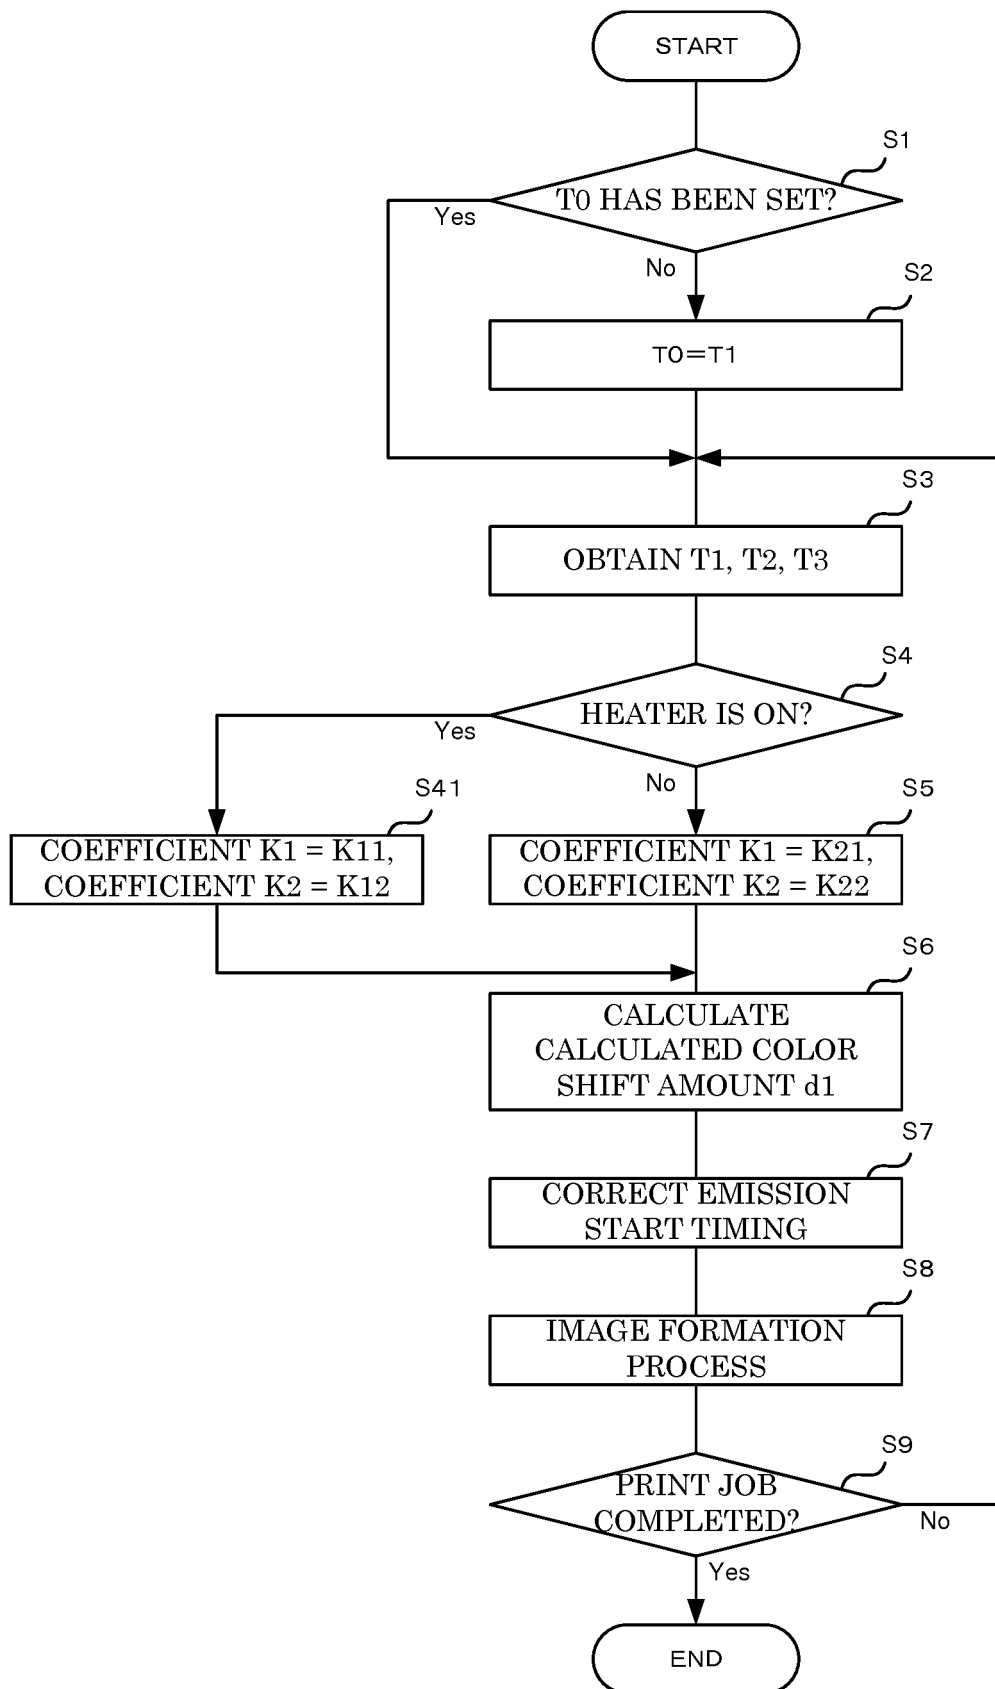 START
S1
T0 HAS BEEN SET?
Yes
No
S2
T0=T1
S3
OBTAIN T1, T2, T3
S4
HEATER IS ON?
Yes
No
S41
S5
COEFFICIENT K1 = K11,
COEFFICIENT K2 = K12
COEFFICIENT K1 = K21,
COEFFICIENT K2 = K22
S6
CALCULATE
CALCULATED COLOR
SHIFT AMOUNT d1
S7
CORRECT EMISSION
START TIMING
S8
IMAGE FORMATION
PROCESS
S9
PRINT JOB
COMPLETED?
No
Yes
END